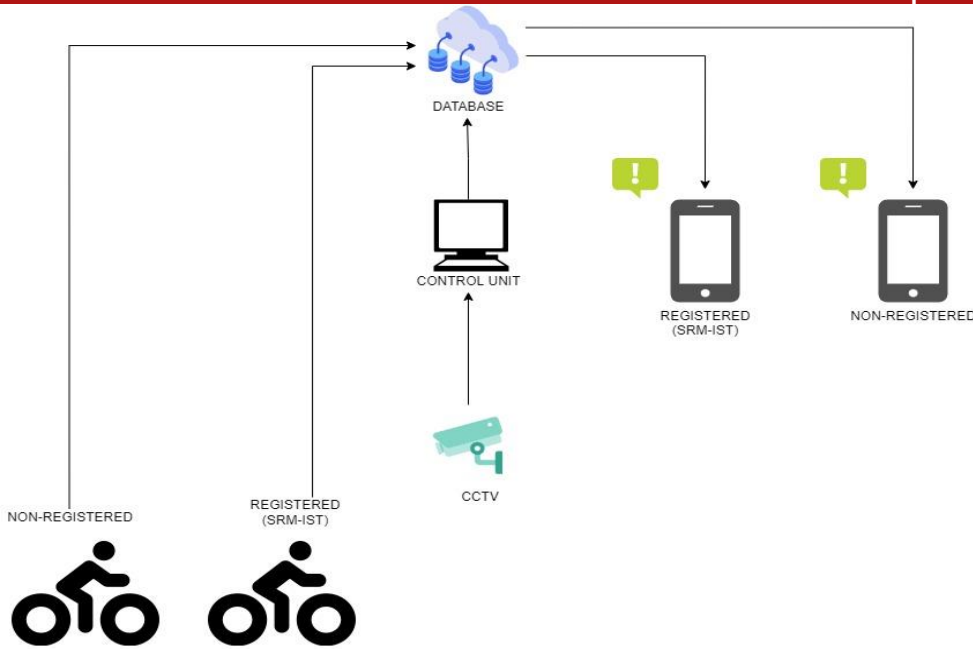 DATABASE
!
!
CONTROL UNIT
REGISTERED
(SRM-IST)
NON-REGISTERED
CCTV
NON-REGISTERED
REGISTERED
(SRM-IST)